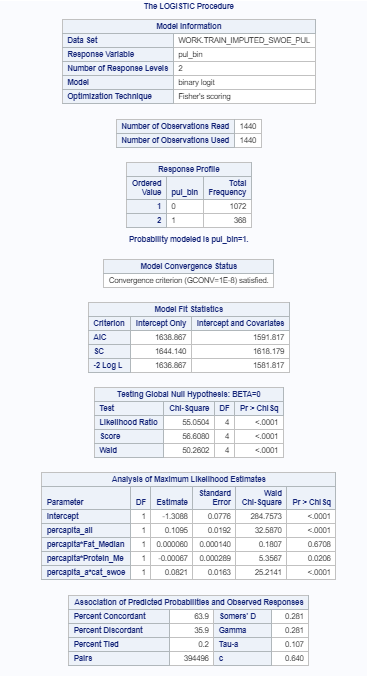 The LOGISTIC Procedure
Model Information
Data Set WORK.TRAIN_IMPUTED_SWOE_PUL
Response Variable pul_bin
Number of Response Levels 2
Model binary logit
Optimization Technique Fisher's scoring
Number of Observations Read 1440
Number of Observations Used 1440
Response Profile
Ordered Value pul_bin Total Frequency
1 0 1072
2 1 368
Probability modeled is pul_bin=1.
Model Convergence Status
Convergence criterion (GCONV=1E-8) satisfied.
Model Fit Statistics
Criterion Intercept Only Intercept and Covariates
AIC 1638.867 1591.817
SC 1644.140 1618.179
-2 Log L 1636.867 1581.817
Testing Global Null Hypothesis: BETA=0
Test Chi-Square DF Pr > ChiSq
Likelihood Ratio 55.0504 4 <.0001
Score 56.6080 4 <.0001
Wald 50.2602 4 <.0001
Analysis of Maximum Likelihood Estimates
Parameter DF Estimate Standard Error Wald Chi-Square Pr > ChiSq
Intercept 1 -1.3088 0.0776 284.7573 <.0001
percapita_all 1 0.1095 0.0192 32.5870 <.0001
percapita*Fat_Median 1 0.000060 0.000140 0.1807 0.6708
percapita*Protein_Me 1 -0.00067 0.000289 5.3567 0.0206
percapita_a*cat_swoe 1 0.0821 0.0163 25.2141 <.0001
Association of Predicted Probabilities and Observed Responses
Percent Concordant 63.9 Somers' D 0.281
Percent Discordant 35.9 Gamma 0.281
Percent Tied 0.2 Tau-a 0.107
Pairs 394496 c 0.640